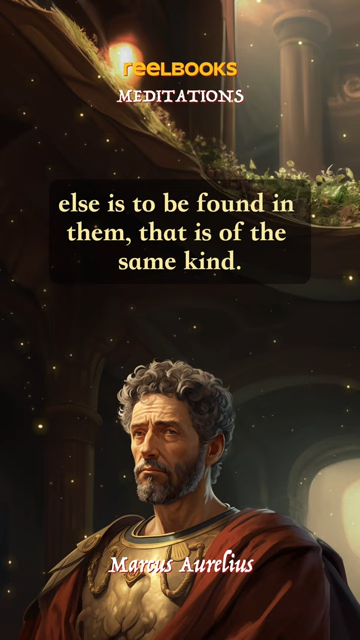 reelbooks
MEDITATIONS
else is to be found in
them, that is of the
same kind.
Marcus Aurelius